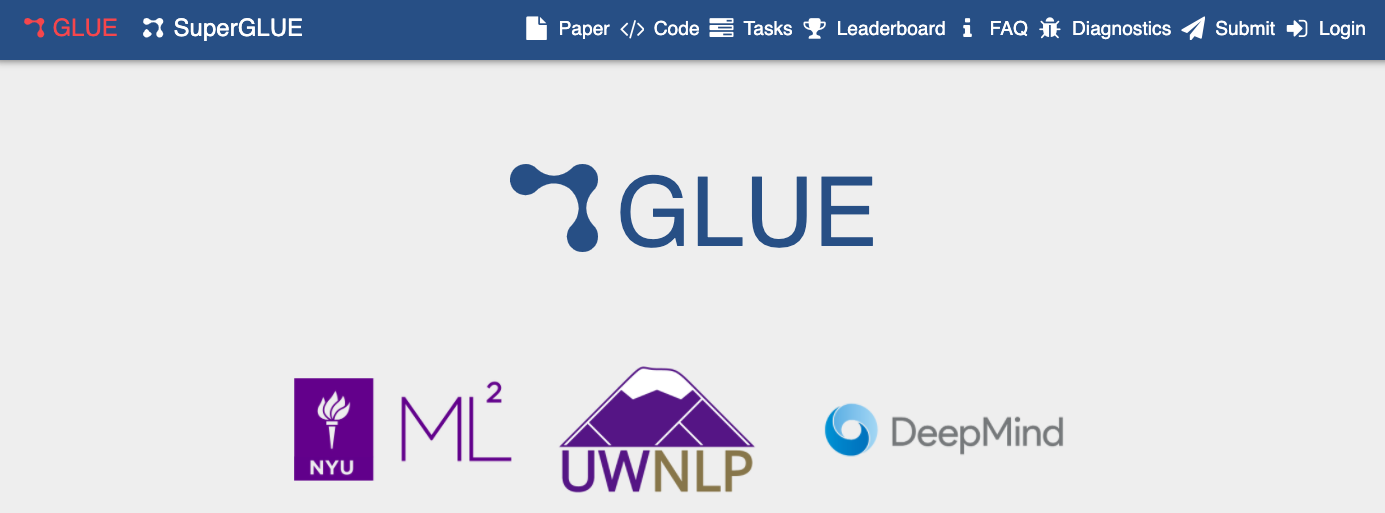 GLUE SuperGLUE Paper Code Tasks Leaderboard FAQ Diagnostics Submit Login
GLUE
NYU ML² UWNLP DeepMind